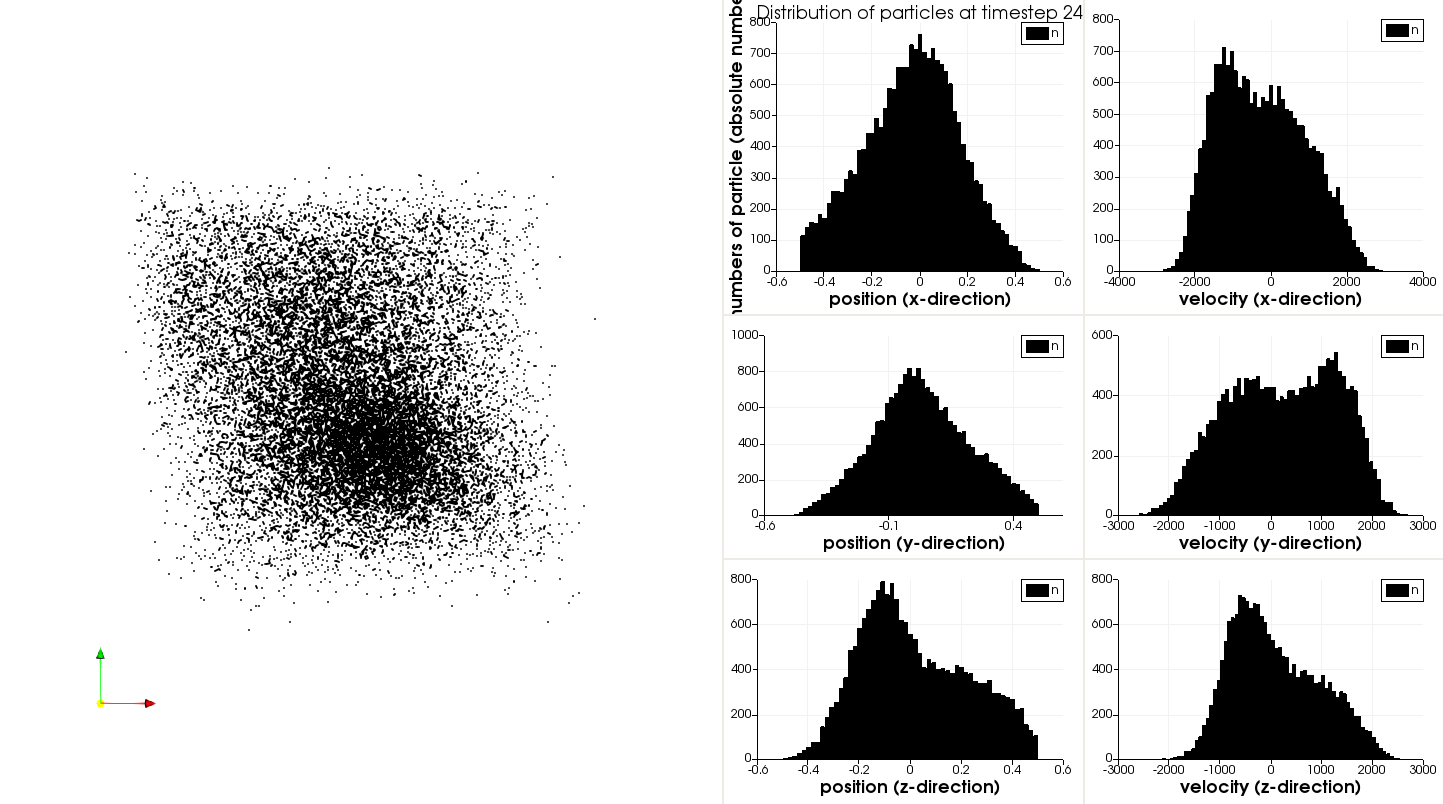 Distribution of particles at timestep 24
numbers of particle (absolute numbe
800
700
600
500
400
300
200
100
0
-0.6 -0.4 -0.2 0 0.2 0.4 0.6
position (x-direction)
n
800
700
600
500
400
300
200
100
0
-4000 -2000 0 2000 4000
velocity (x-direction)
n
1000
800
600
400
200
0
-0.6 -0.1 0.4
position (y-direction)
n
600
400
200
0
-3000 -2000 -1000 0 1000 2000 3000
velocity (y-direction)
n
800
600
400
200
0
-0.6 -0.4 -0.2 0 0.2 0.4 0.6
position (z-direction)
n
800
600
400
200
0
-3000 -2000 -1000 0 1000 2000 3000
velocity (z-direction)
n